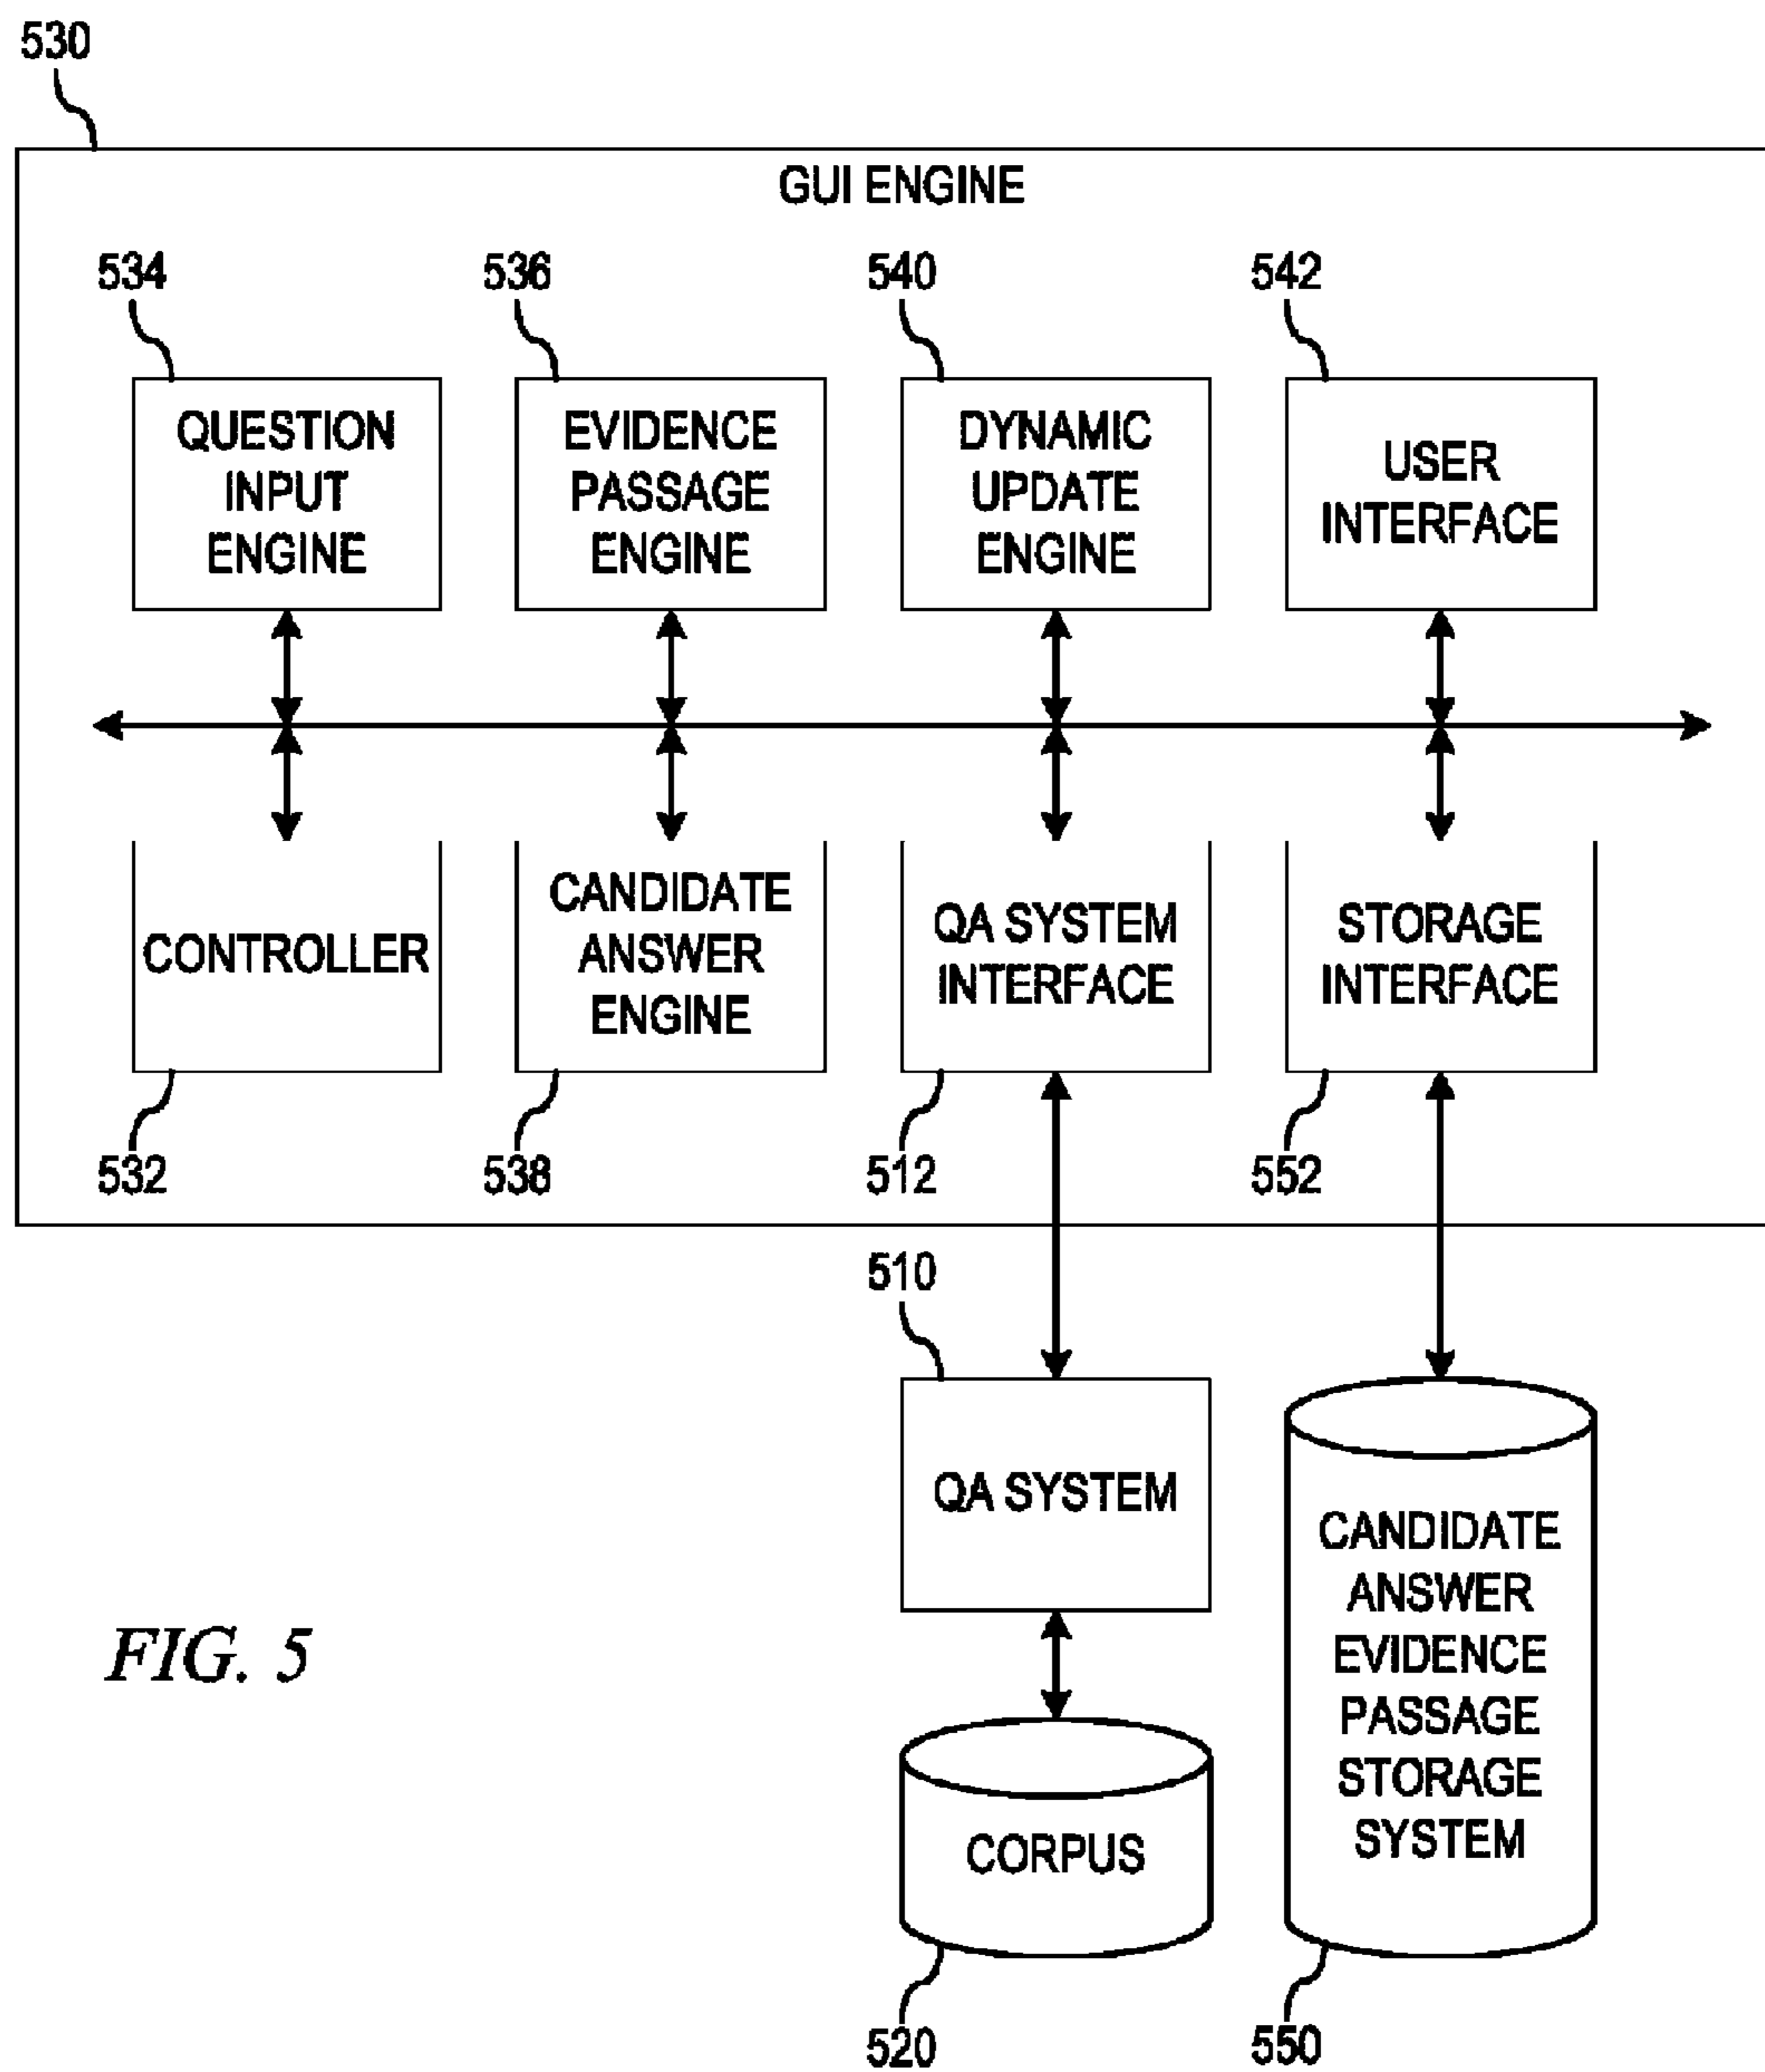 530
GUI ENGINE
534
536
540
542
QUESTION
INPUT
ENGINE
EVIDENCE
PASSAGE
ENGINE
DYNAMIC
UPDATE
ENGINE
USER
INTERFACE
CONTROLLER
CANDIDATE
ANSWER
ENGINE
QA SYSTEM
INTERFACE
STORAGE
INTERFACE
532
538
512
552
510
QA SYSTEM
CANDIDATE
ANSWER
EVIDENCE
PASSAGE
STORAGE
SYSTEM
FIG. 5
CORPUS
520
550